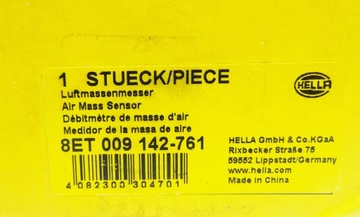 1 STUECK/PIECE
Luftmassenmesser
Air Mass Sensor
Débitmètre de masse d'air
Medidor de la masa de aire
8ET 009 142-761
4 082300 304701
HELLA
HELLA GmbH & Co.KGaA
Rixbecker Straße 75
59552 Lippstadt/Germany
www.hella.com
Made in China